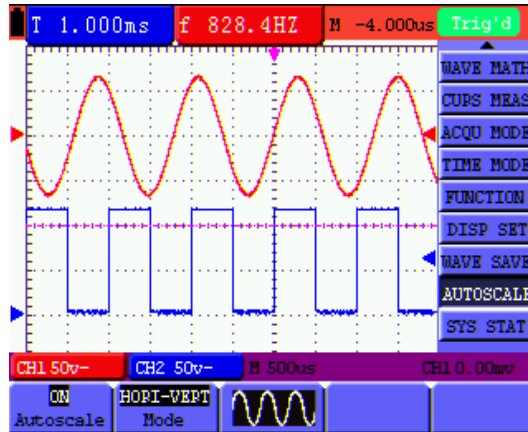 T 1.000ms f 828.4HZ M -4.000us Trig'd
WAVE MATH
CUPS MEAS
ACQU MODE
TIME MODE
FUNCTION
DISP SET
WAVE SAVE
AUTOSCALE
SYS STAT
CH1 50v~ CH2 50v~ M 500us CH1 0.00mv
ON HORI-VERT
Autoscale Mode